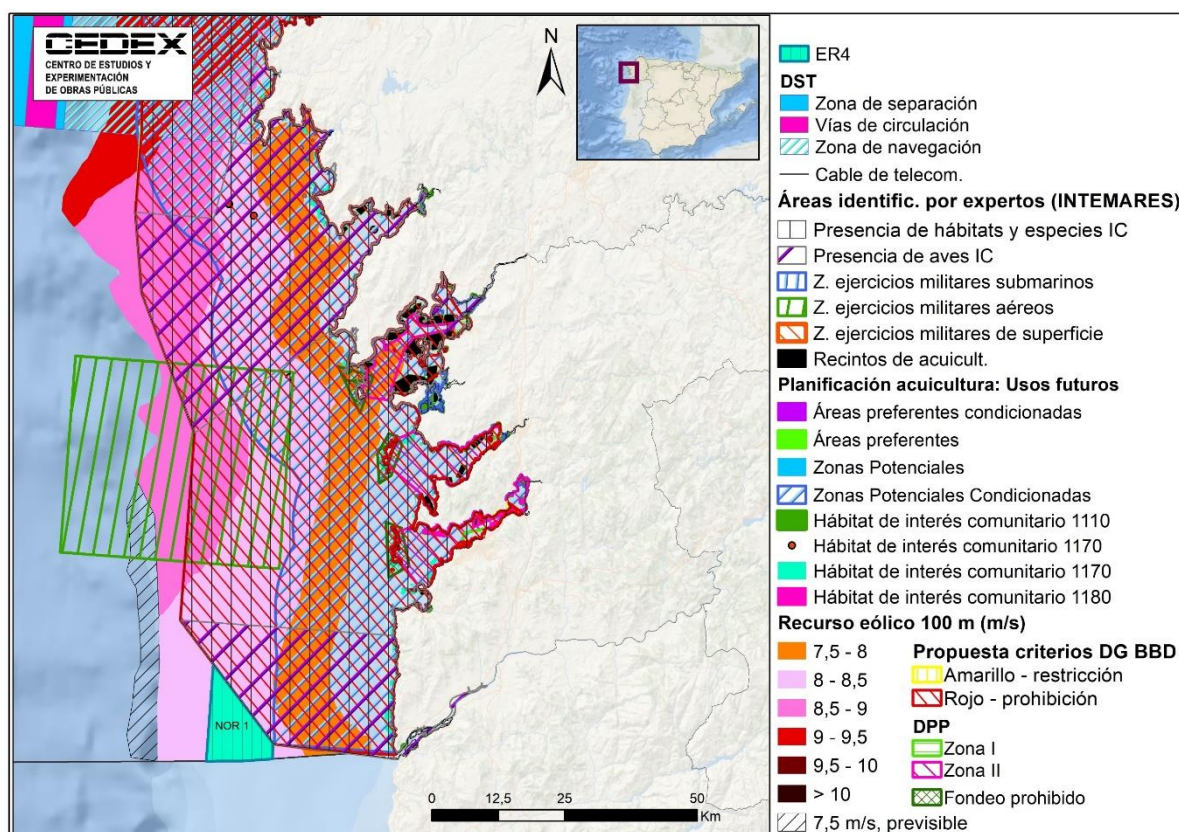 CEDEX
CENTRO DE ESTUDIOS Y
EXPERIMENTACIÓN
DE OBRAS PÚBLICAS
N
NOR 1
0 12,5 25 50
Km
ER4
DST
Zona de separación
Vías de circulación
Zona de navegación
Cable de telecom.
Áreas identific. por expertos (INTEMARES)
Presencia de hábitats y especies IC
Presencia de aves IC
Z. ejercicios militares submarinos
Z. ejercicios militares aéreos
Z. ejercicios militares de superficie
Recintos de acuicult.
Planificación acuicultura: Usos futuros
Áreas preferentes condicionadas
Áreas preferentes
Zonas Potenciales
Zonas Potenciales Condicionadas
Hábitat de interés comunitario 1110
Hábitat de interés comunitario 1170
Hábitat de interés comunitario 1170
Hábitat de interés comunitario 1180
Recurso eólico 100 m (m/s)
7,5 - 8
8 - 8,5
8,5 - 9
9 - 9,5
9,5 - 10
> 10
7,5 m/s, previsible
Propuesta criterios DG BBD
Amarillo - restricción
Rojo - prohibición
DPP
Zona I
Zona II
Fondeo prohibido